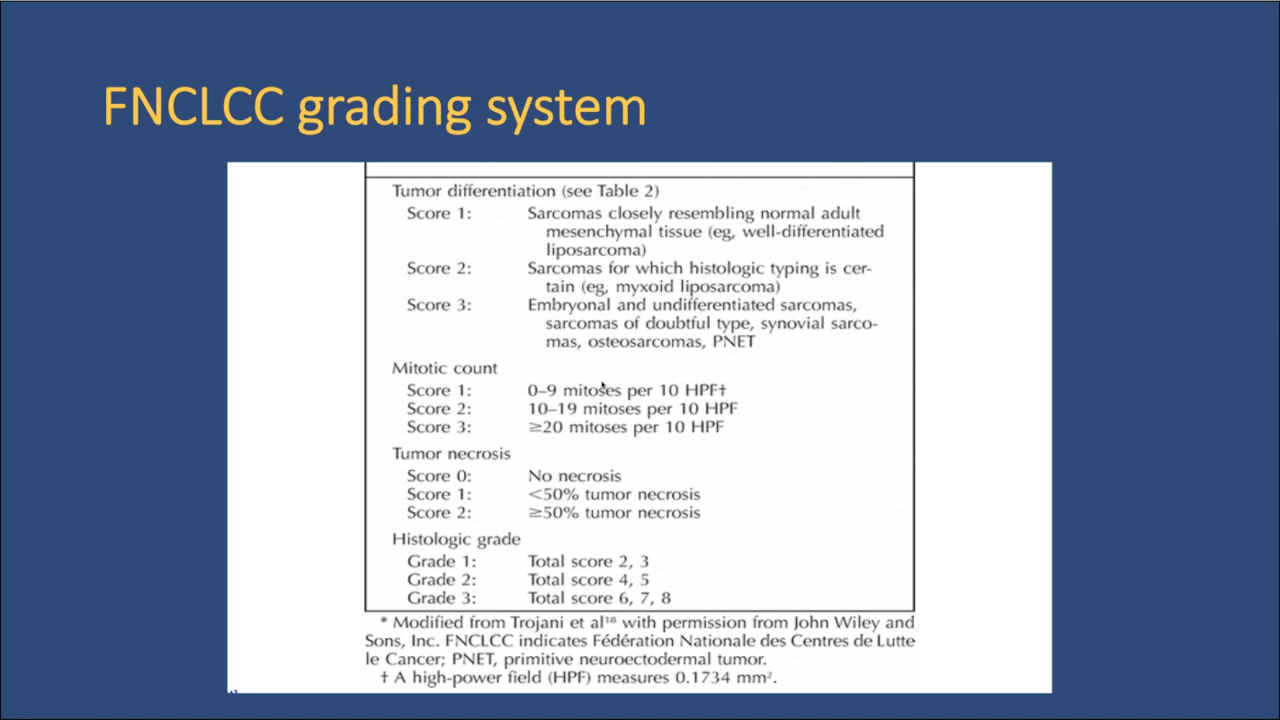 FNCLCC grading system
Tumor differentiation (see Table 2)
Score 1: Sarcomas closely resembling normal adult
mesenchymal tissue (eg, well-differentiated
liposarcoma)
Score 2: Sarcomas for which histologic typing is cer-
tain (eg, myxoid liposarcoma)
Score 3: Embryonal and undifferentiated sarcomas,
sarcomas of doubtful type, synovial sarco-
mas, osteosarcomas, PNET
Mitotic count
Score 1: 0–9 mitoses per 10 HPF†
Score 2: 10–19 mitoses per 10 HPF
Score 3: ≥20 mitoses per 10 HPF
Tumor necrosis
Score 0: No necrosis
Score 1: <50% tumor necrosis
Score 2: ≥50% tumor necrosis
Histologic grade
Grade 1: Total score 2, 3
Grade 2: Total score 4, 5
Grade 3: Total score 6, 7, 8
* Modified from Trojani et al¹⁸ with permission from John Wiley and
Sons, Inc. FNCLCC indicates Fédération Nationale des Centres de Lutte
le Cancer; PNET, primitive neuroectodermal tumor.
† A high-power field (HPF) measures 0.1734 mm².